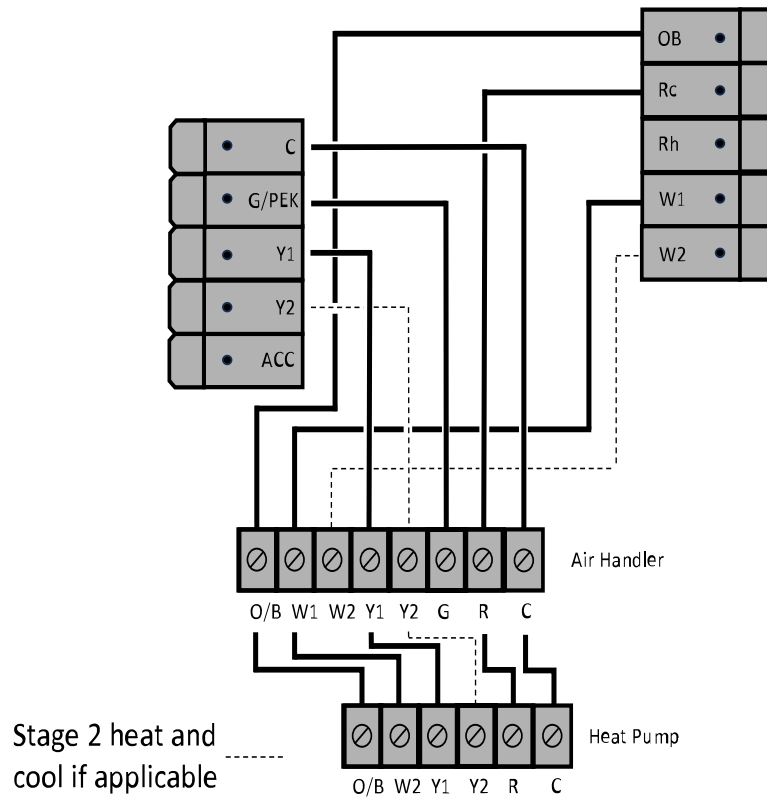 OB
Rc
Rh
W1
W2
C
G/PEK
Y1
Y2
ACC
Air Handler
O/B W1 W2 Y1 Y2 G R C
Heat Pump
O/B W2 Y1 Y2 R C
Stage 2 heat and
cool if applicable